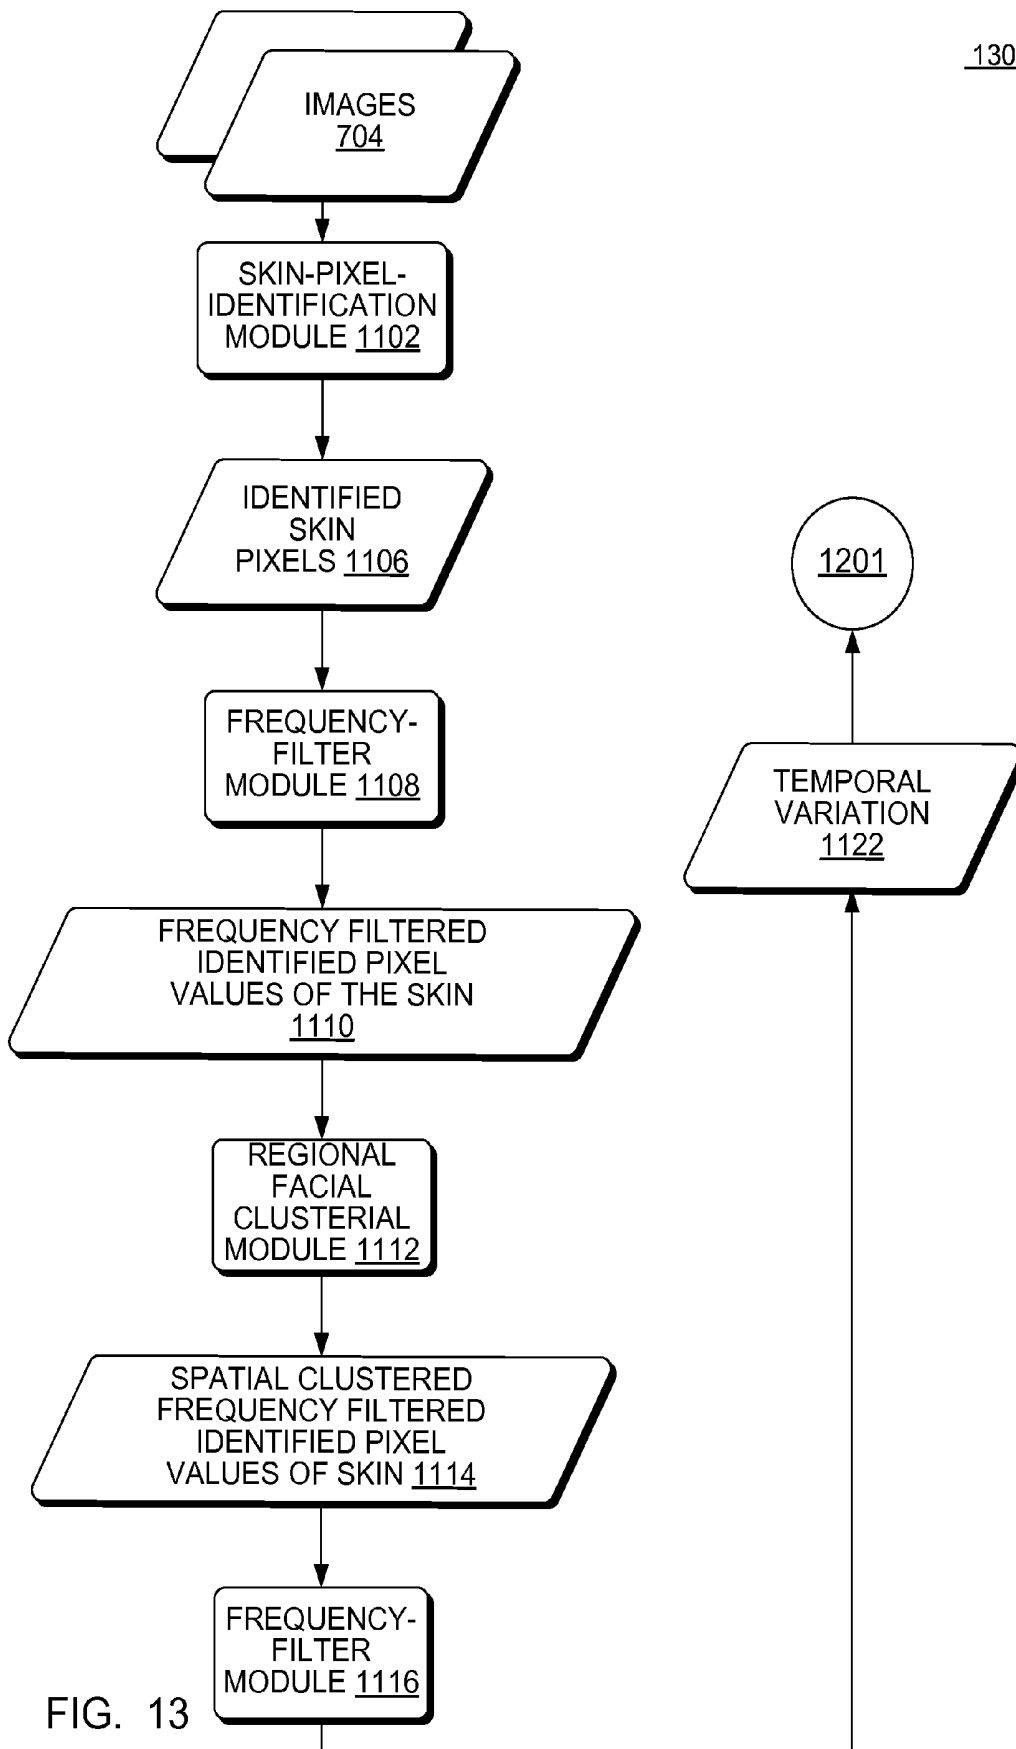 130
IMAGES
704
SKIN-PIXEL-
IDENTIFICATION
MODULE 1102
IDENTIFIED
SKIN
PIXELS 1106
FREQUENCY-
FILTER
MODULE 1108
FREQUENCY FILTERED
IDENTIFIED PIXEL
VALUES OF THE SKIN
1110
REGIONAL
FACIAL
CLUSTERIAL
MODULE 1112
SPATIAL CLUSTERED
FREQUENCY FILTERED
IDENTIFIED PIXEL
VALUES OF SKIN 1114
FREQUENCY-
FILTER
MODULE 1116
1201
TEMPORAL
VARIATION
1122
FIG. 13